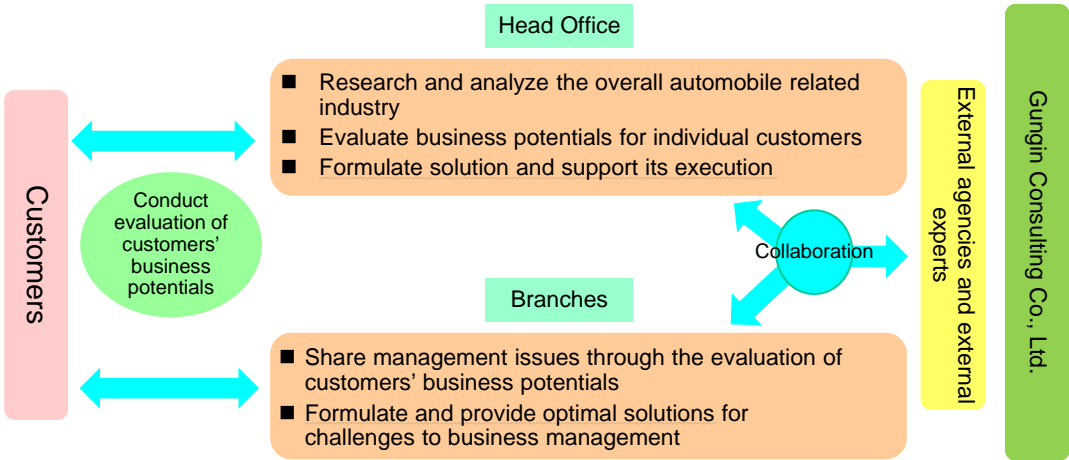 Head Office
■ Research and analyze the overall automobile related
industry
■ Evaluate business potentials for individual customers
■ Formulate solution and support its execution
Customers
Conduct
evaluation of
customers'
business
potentials
Collaboration
External agencies and external
experts
Gungin Consulting Co., Ltd.
Branches
■ Share management issues through the evaluation of
customers' business potentials
■ Formulate and provide optimal solutions for
challenges to business management